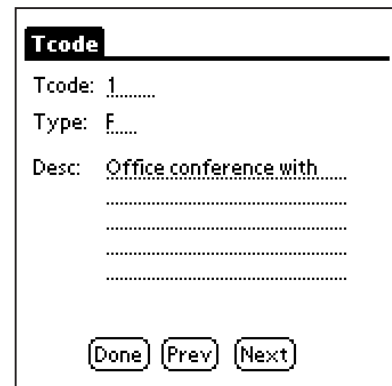 Tcode
Tcode: 1
Type: F
Desc: Office conference with
Done Prev Next